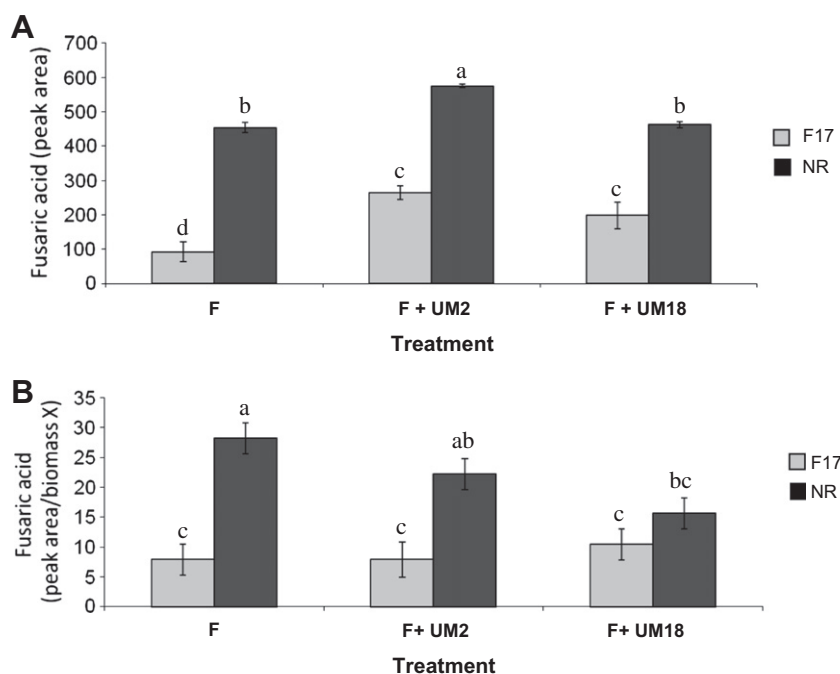 A
Fusaric acid (peak area)
700
600
500
400
300
200
100
0
d
b
c
a
c
b
F17
NR
F
F + UM2
F + UM18
Treatment
B
Fusaric acid
(peak area/biomass X)
35
30
25
20
15
10
5
0
c
a
c
ab
c
bc
F17
NR
F
F+ UM2
F+ UM18
Treatment